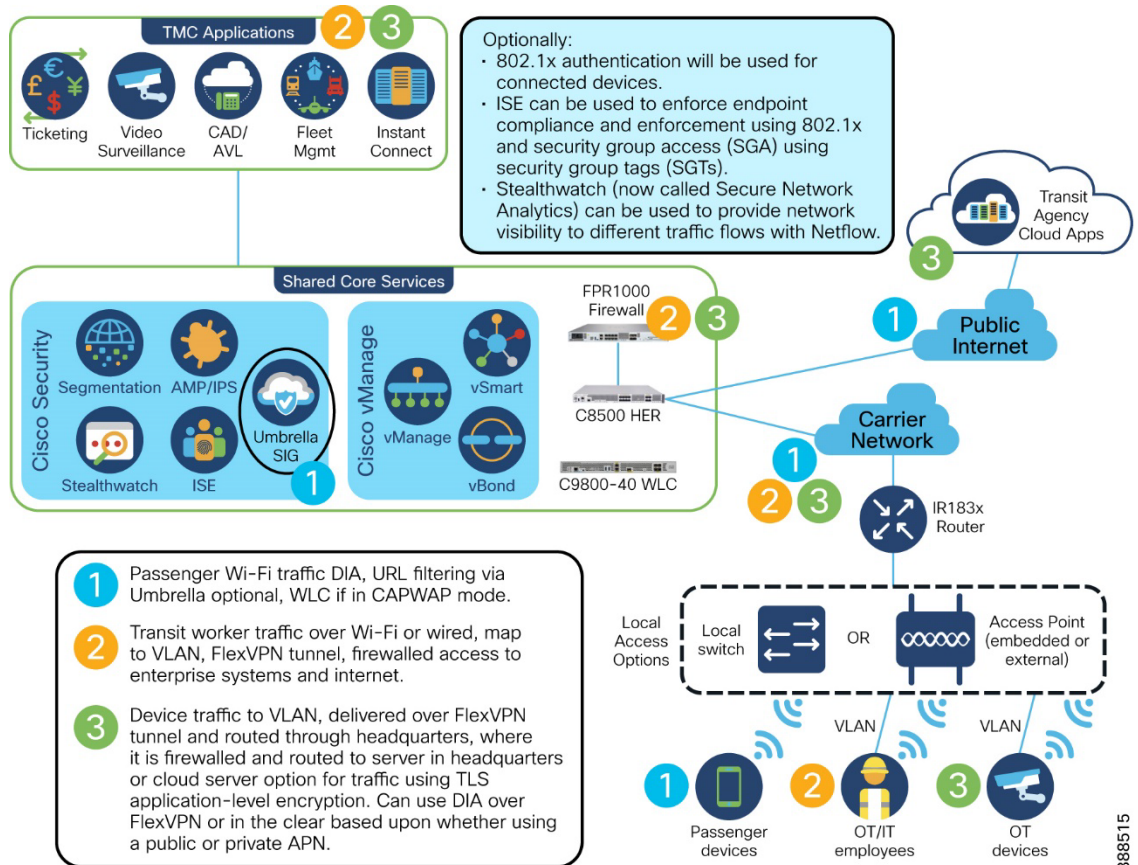 TMC Applications
2
3
Ticketing
Video
Surveillance
CAD/
AVL
Fleet
Mgmt
Instant
Connect
Optionally:
• 802.1x authentication will be used for
connected devices.
• ISE can be used to enforce endpoint
compliance and enforcement using 802.1x
and security group access (SGA) using
security group tags (SGTs).
• Stealthwatch (now called Secure Network
Analytics) can be used to provide network
visibility to different traffic flows with Netflow.
Transit
Agency
Cloud Apps
3
Shared Core Services
Cisco Security
Segmentation
AMP/IPS
Umbrella
SIG
Stealthwatch
ISE
1
Cisco vManage
vManage
vSmart
vBond
FPR1000
Firewall
2
3
C8500 HER
C9800-40 WLC
1
Public
Internet
Carrier
Network
1
2
3
IR183x
Router
1 Passenger Wi-Fi traffic DIA, URL filtering via
Umbrella optional, WLC if in CAPWAP mode.
2 Transit worker traffic over Wi-Fi or wired, map
to VLAN, FlexVPN tunnel, firewalled access to
enterprise systems and internet.
3 Device traffic to VLAN, delivered over FlexVPN
tunnel and routed through headquarters, where
it is firewalled and routed to server in headquarters
or cloud server option for traffic using TLS
application-level encryption. Can use DIA over
FlexVPN or in the clear based upon whether using
a public or private APN.
Local
Access
Options
Local
switch
OR
Access Point
(embedded or
external)
VLAN
VLAN
1
Passenger
devices
2
OT/IT
employees
3
OT
devices
388515